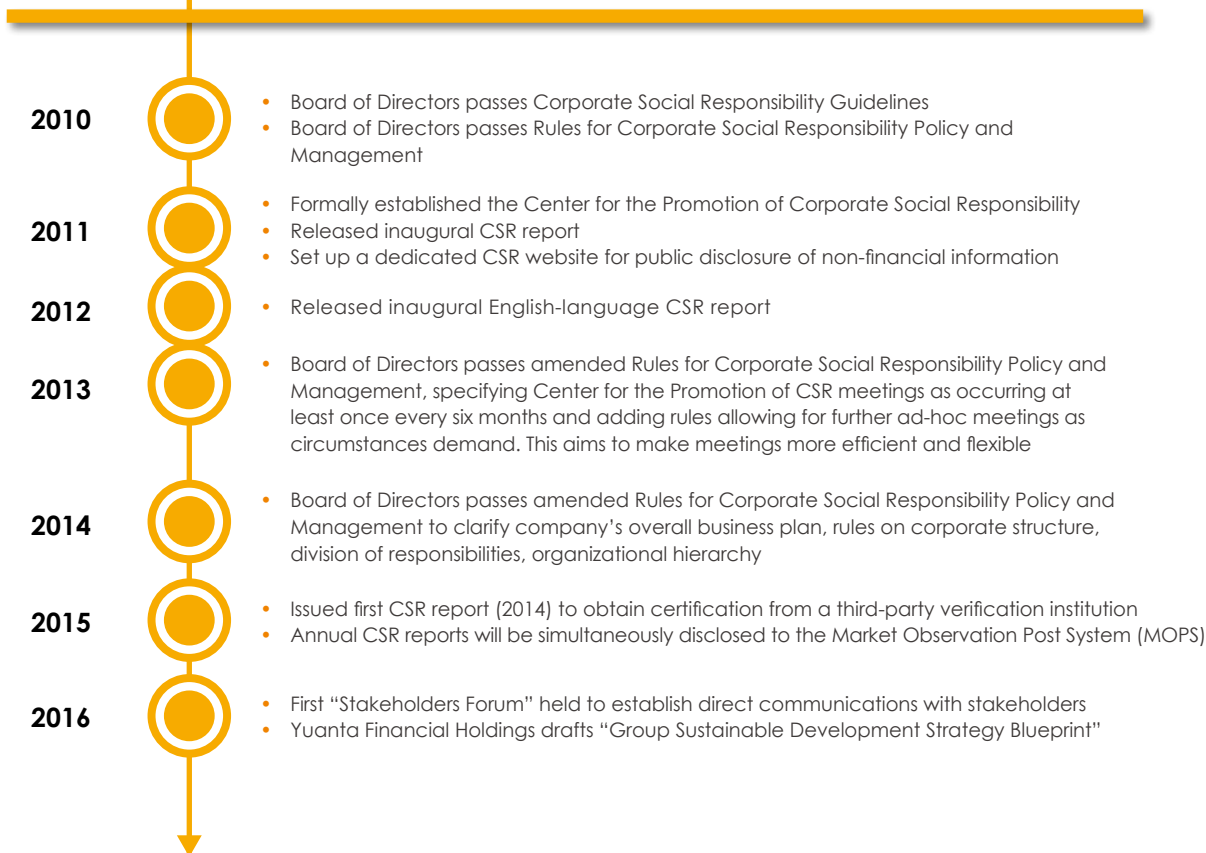 2010
• Board of Directors passes Corporate Social Responsibility Guidelines
• Board of Directors passes Rules for Corporate Social Responsibility Policy and
Management
2011
• Formally established the Center for the Promotion of Corporate Social Responsibility
• Released inaugural CSR report
• Set up a dedicated CSR website for public disclosure of non-financial information
2012
• Released inaugural English-language CSR report
2013
• Board of Directors passes amended Rules for Corporate Social Responsibility Policy and
Management, specifying Center for the Promotion of CSR meetings as occurring at
least once every six months and adding rules allowing for further ad-hoc meetings as
circumstances demand. This aims to make meetings more efficient and flexible
2014
• Board of Directors passes amended Rules for Corporate Social Responsibility Policy and
Management to clarify company’s overall business plan, rules on corporate structure,
division of responsibilities, organizational hierarchy
2015
• Issued first CSR report (2014) to obtain certification from a third-party verification institution
• Annual CSR reports will be simultaneously disclosed to the Market Observation Post System (MOPS)
2016
• First “Stakeholders Forum” held to establish direct communications with stakeholders
• Yuanta Financial Holdings drafts “Group Sustainable Development Strategy Blueprint”